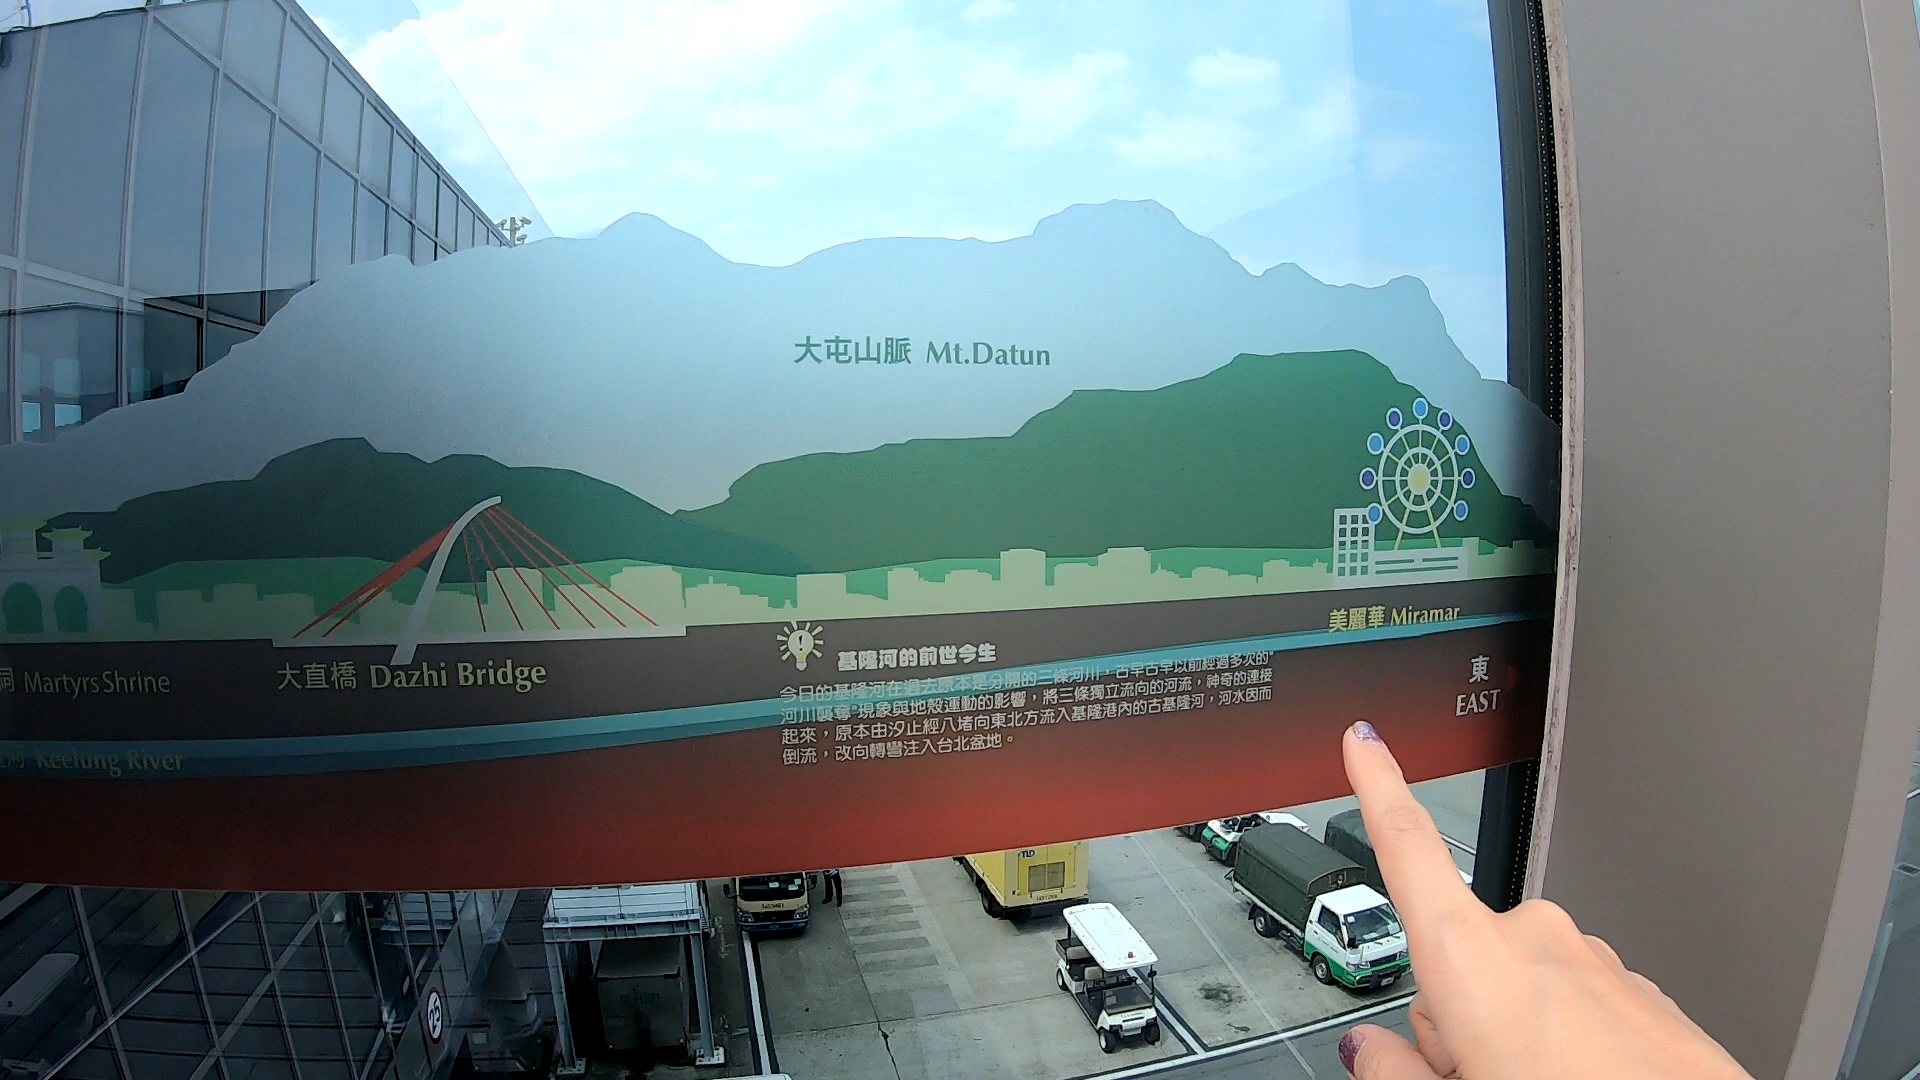 大屯山脈 Mt.Datun
美麗華 Miramar
基隆河的前世今生
祠 Martyrs Shrine
大直橋 Dazhi Bridge
今日的基隆河在過去原本是分開的三條河川，古早古早以前經過多次的"
河川襲奪"現象與地殼運動的影響，將三條獨立流向的河流，神奇的連接
起來，原本由汐止經八堵向東北方流入基隆港內的古基隆河，河水因而
倒流，改向轉彎注入台北盆地。
東
EAST
Keelung River
TLD